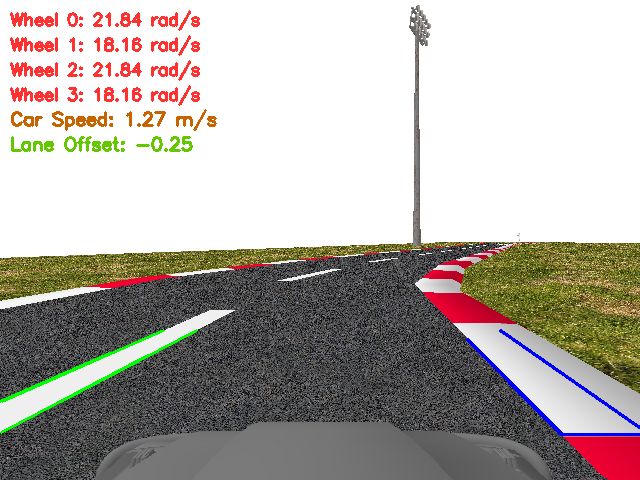 Wheel 0: 21.84 rad/s
Wheel 1: 18.16 rad/s
Wheel 2: 21.84 rad/s
Wheel 3: 18.16 rad/s
Car Speed: 1.27 m/s
Lane Offset: -0.25